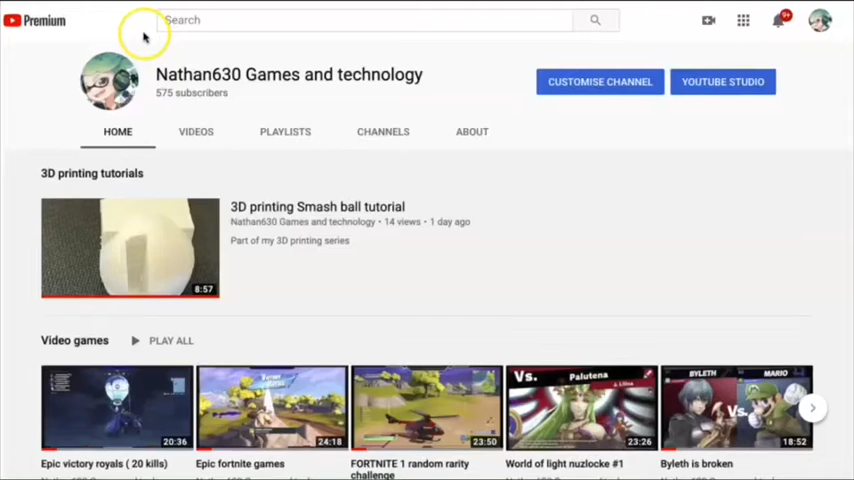 Premium
Search
9+
Nathan630 Games and technology
575 subscribers
CUSTOMISE CHANNEL
YOUTUBE STUDIO
HOME
VIDEOS
PLAYLISTS
CHANNELS
ABOUT
3D printing tutorials
3D printing Smash ball tutorial
Nathan630 Games and technology • 14 views • 1 day ago
Part of my 3D printing series
8:57
Video games
PLAY ALL
Vs.
Palutena
BYLETH
MARIO
Vs.
20:36
24:18
23:50
23:26
18:52
Epic victory royals ( 20 kills)
Epic fortnite games
FORTNITE 1 random rarity
challenge
World of light nuzlocke #1
Byleth is broken